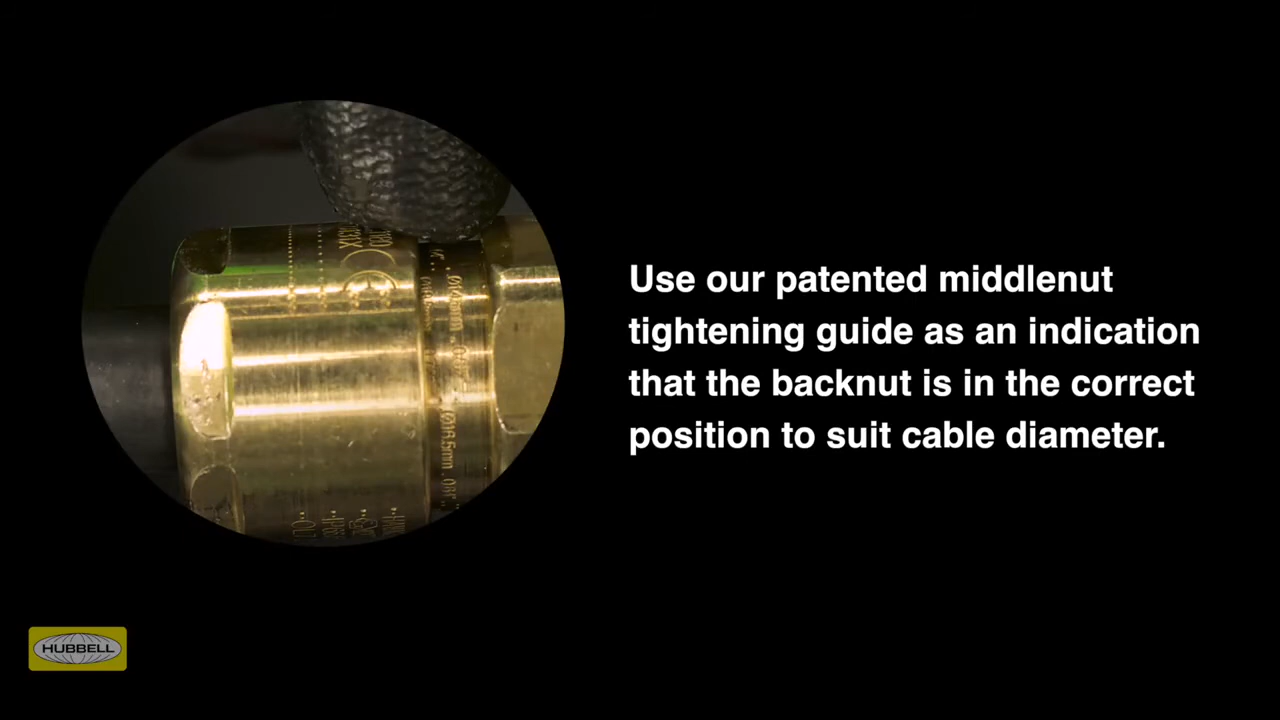 Use our patented middlenut
tightening guide as an indication
that the backnut is in the correct
position to suit cable diameter.
HUBBELL